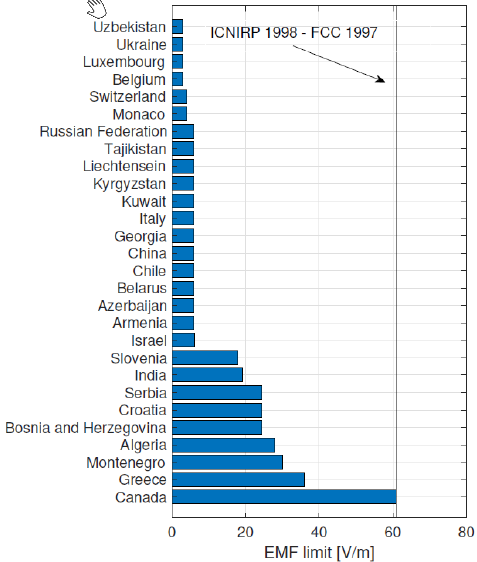 Uzbekistan
ICNIRP 1998 - FCC 1997
Ukraine
Luxembourg
Belgium
Switzerland
Monaco
Russian Federation
Tajikistan
Liechtensein
Kyrgyzstan
Kuwait
Italy
Georgia
China
Chile
Belarus
Azerbaijan
Armenia
Israel
Slovenia
India
Serbia
Croatia
Bosnia and Herzegovina
Algeria
Montenegro
Greece
Canada
0 20 40 60 80
EMF limit [V/m]